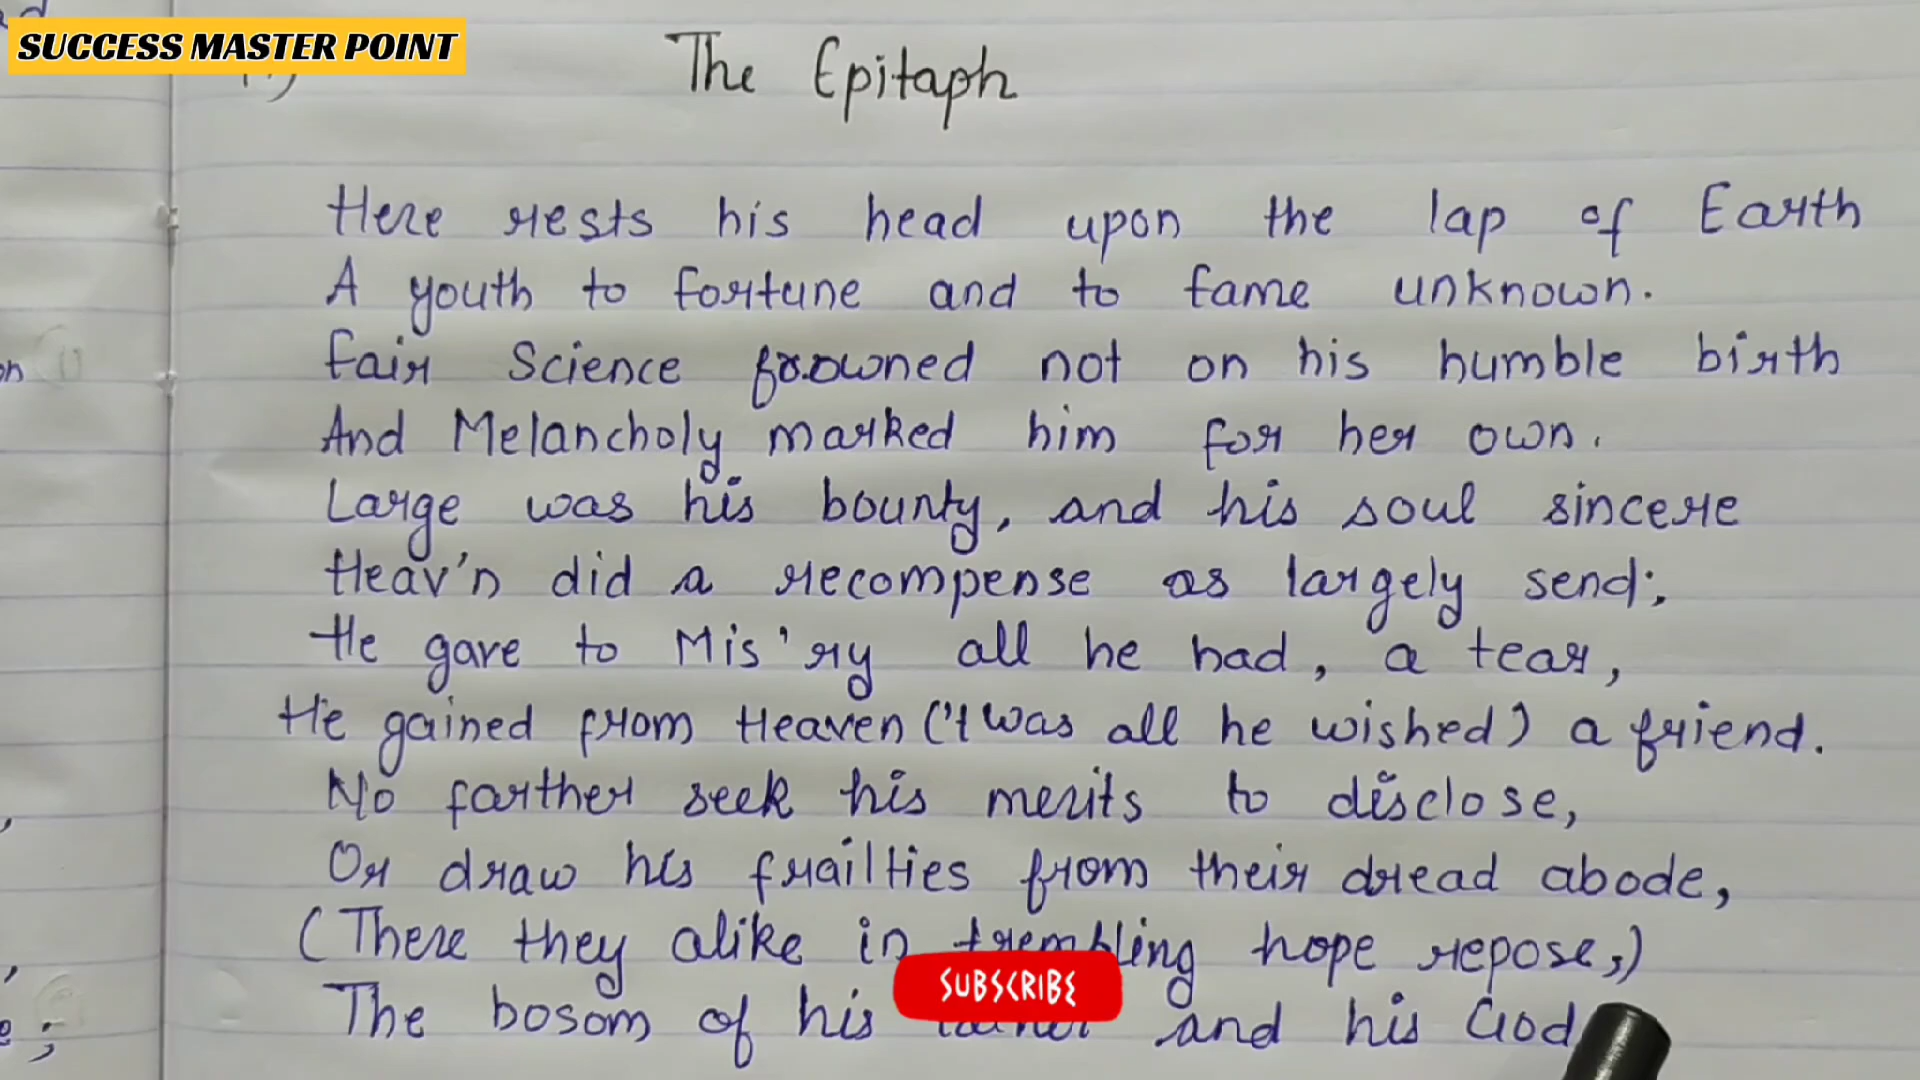 SUCCESS MASTER POINT
The Epitaph
Here rests his head upon the lap of Earth
A youth to fortune and to fame unknown.
Fair Science frowned not on his humble birth
And Melancholy marked him for her own.
Large was his bounty, and his soul sincere
Heav'n did a recompense as largely send;
He gave to Mis'ry all he had, a tear,
He gained from Heaven ('t was all he wished) a friend.
No farther seek his merits to disclose,
Or draw his frailties from their dread abode,
(There they alike in trembling hope repose,)
SUBSCRIBE
The bosom of his and his God